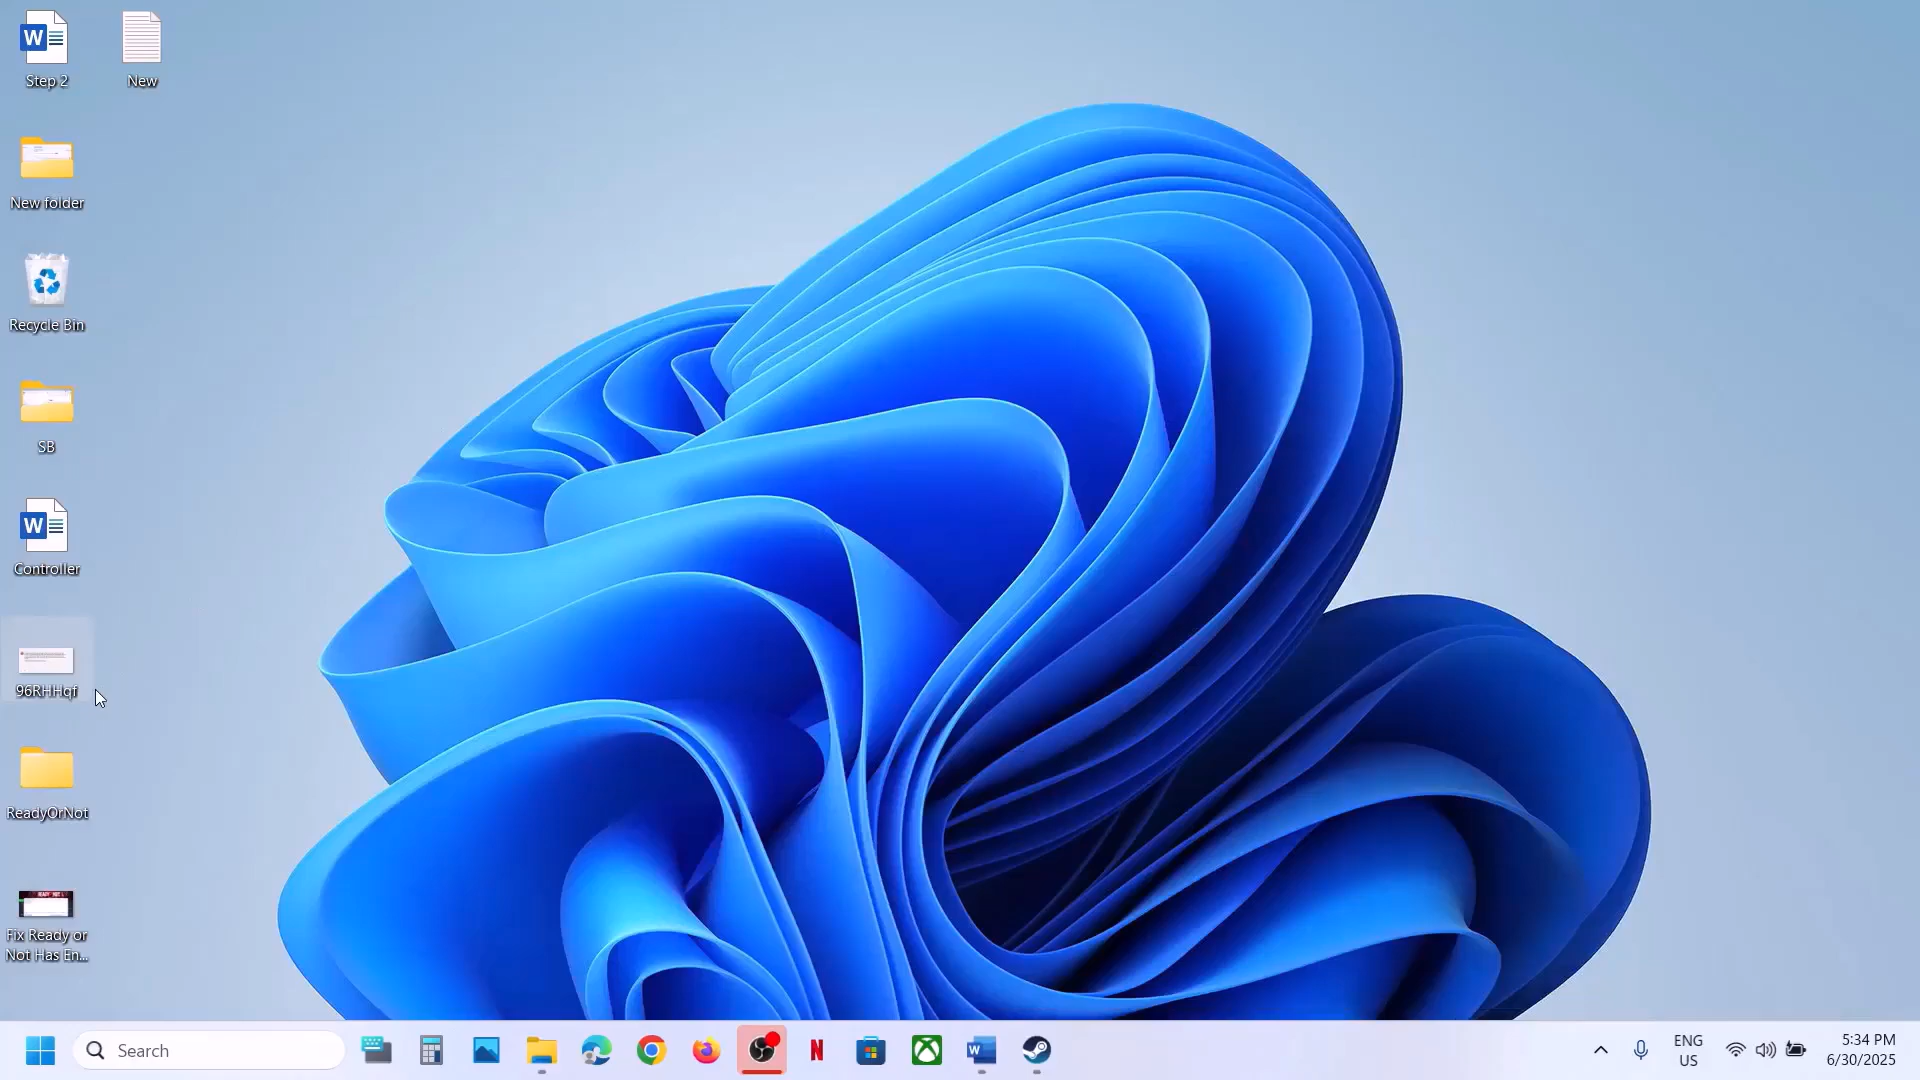 Step 2
New
New folder
Recycle Bin
SB
Controller
96RHHqf
ReadyOrNot
Fix Ready or
Not Has En...
Search
ENG
US
5:34 PM
6/30/2025